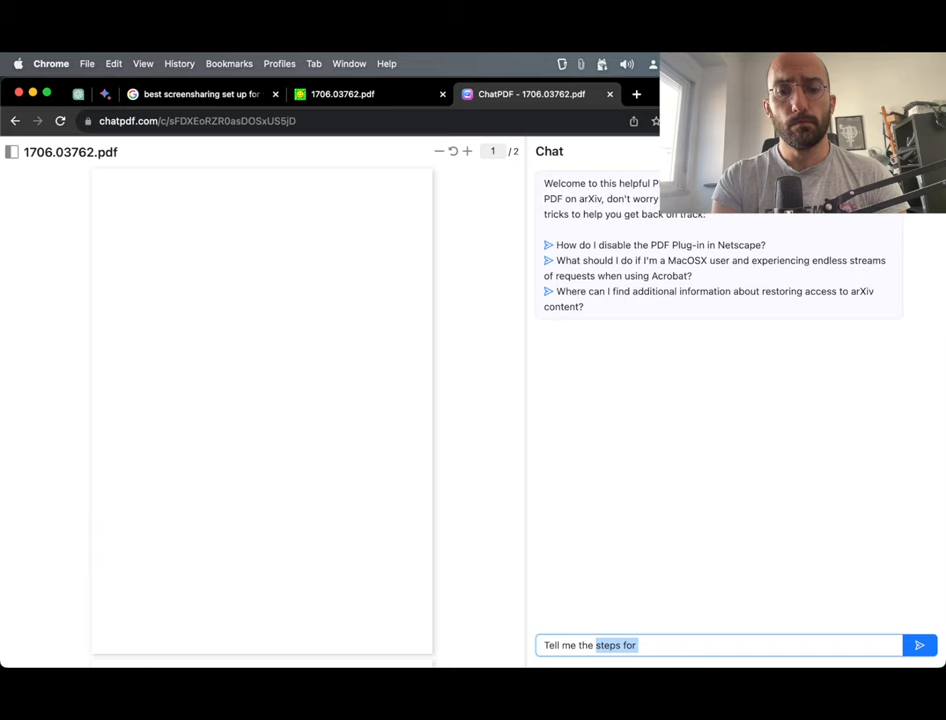 Chrome File Edit View History Bookmarks Profiles Tab Window Help
best screensharing set up for
1706.03762.pdf
ChatPDF - 1706.03762.pdf
chatpdf.com/c/sFDXEoRZR0asDOSxUS5jD
1706.03762.pdf
1 / 2
Chat
Welcome to this helpful P
PDF on arXiv, don't worry
tricks to help you get back on track.
How do I disable the PDF Plug-in in Netscape?
What should I do if I'm a MacOSX user and experiencing endless streams
of requests when using Acrobat?
Where can I find additional information about restoring access to arXiv
content?
Tell me the steps for